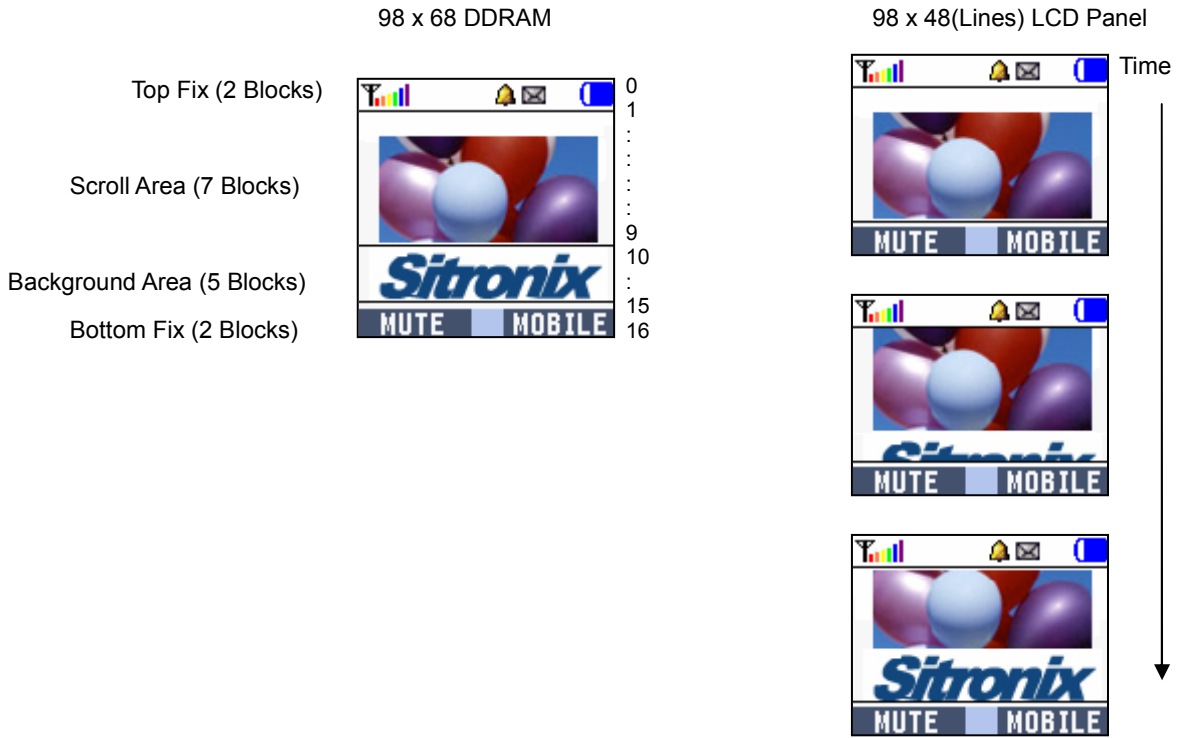 98 x 68 DDRAM
98 x 48(Lines) LCD Panel
Top Fix (2 Blocks)
Scroll Area (7 Blocks)
Background Area (5 Blocks)
Bottom Fix (2 Blocks)
0
1
:
:
:
:
9
10
:
15
16
Sitronix
MUTE MOBILE
Time
MUTE MOBILE
Sitronix
MUTE MOBILE
Sitronix
MUTE MOBILE